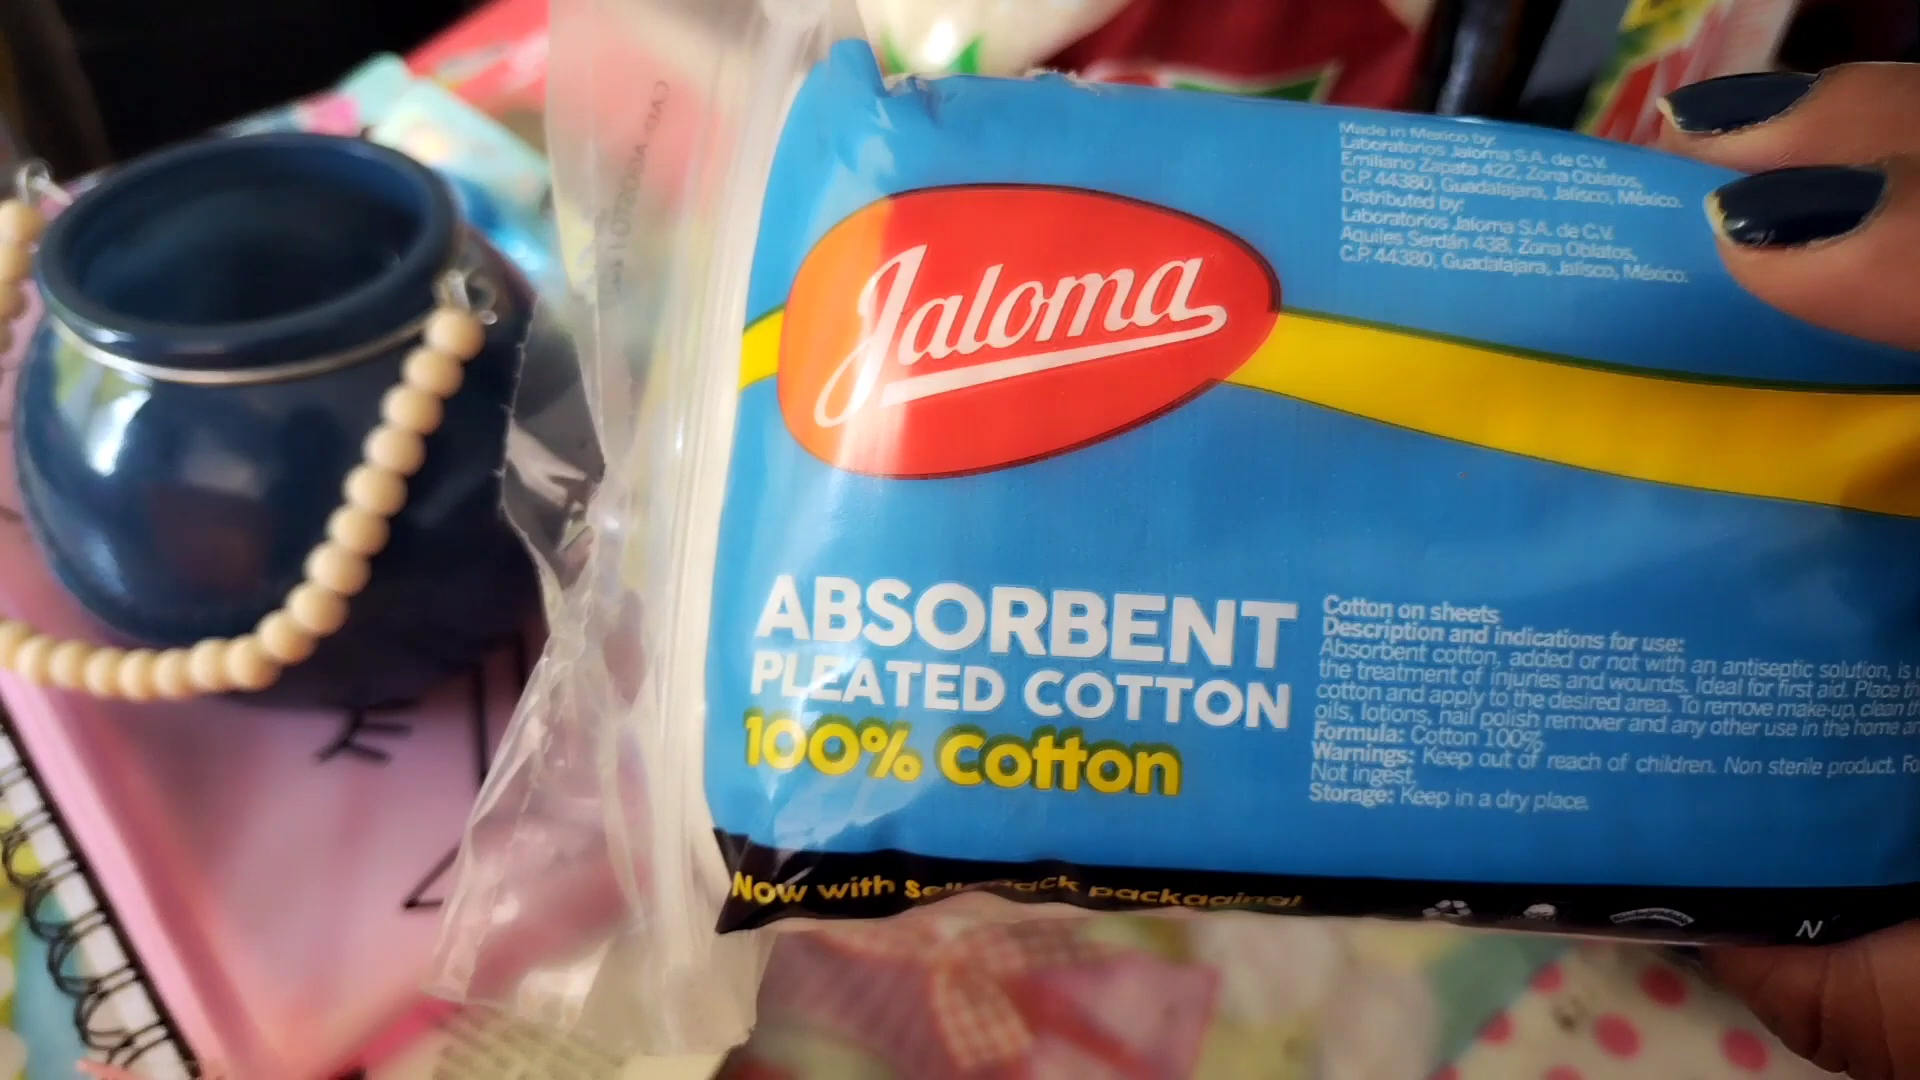 Jaloma
Made in Mexico by:
Laboratorios Jaloma S.A. de C.V.
Emiliano Zapata 422, Zona Oblatos,
C.P. 44380, Guadalajara, Jalisco, México.
Distributed by:
Laboratorios Jaloma S.A. de C.V.
Aquiles Serdán 438, Zona Oblatos,
C.P. 44380, Guadalajara, Jalisco, México.
ABSORBENT
PLEATED COTTON
100% Cotton
Cotton on sheets
Description and indications for use:
Absorbent cotton, added or not with an antiseptic solution, is
the treatment of injuries and wounds. Ideal for first aid. Place
cotton and apply to the desired area. To remove make-up, clean
oils, lotions, nail polish remover and any other use in the home
Formula: Cotton 100%
Warnings: Keep out of reach of children. Non sterile product.
Not ingest.
Storage: Keep in a dry place.
Now with packaging!